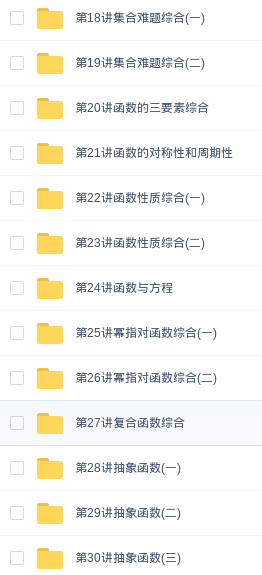 第18讲集合难题综合(一)
第19讲集合难题综合(二)
第20讲函数的三要素综合
第21讲函数的对称性和周期性
第22讲函数性质综合(一)
第23讲函数性质综合(二)
第24讲函数与方程
第25讲幂指对函数综合(一)
第26讲幂指对函数综合(二)
第27讲复合函数综合
第28讲抽象函数(一)
第29讲抽象函数(二)
第30讲抽象函数(三)